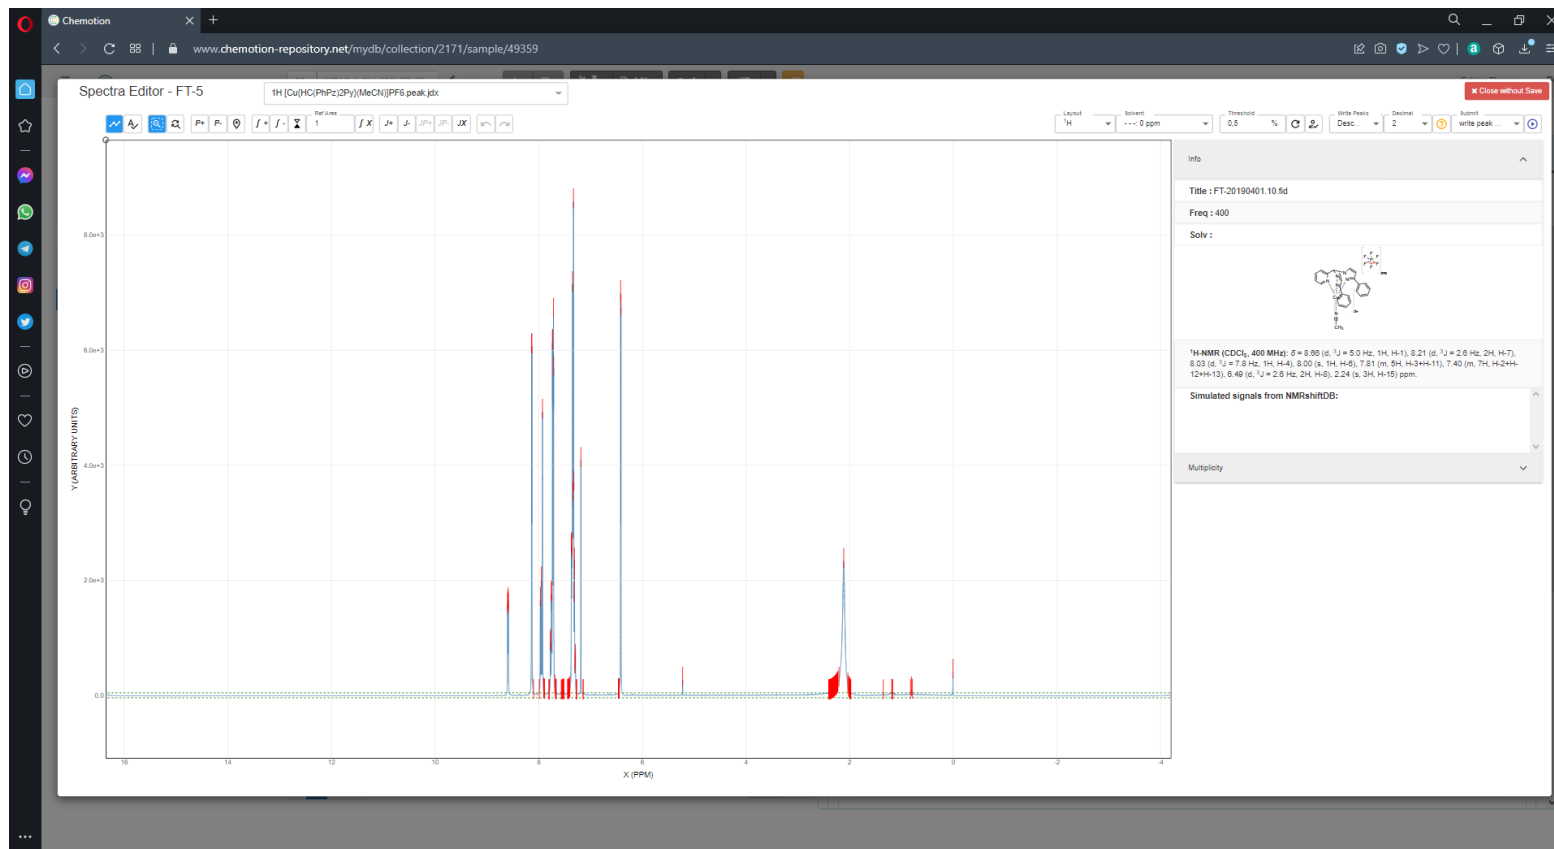 Chemotion
www.chemotion-repository.net/mydb/collection/2171/sample/49359
Spectra Editor - FT-5
1H [Cu{HC(PhPz)2Py}(MeCN)]PF6.peak.jdx
✖ Close without Save
P+ P- ∫ + ∫ - Ref Area 1 ∫ X J+ J- JP+ JP- JX
Layout ¹H Solvent - - -: 0 ppm Threshold 0.5 % Write Peaks Desc... Decimal 2 Submit write peak ...
Info
Title : FT-20190401.10.fid
Freq : 400
Solv :
CH₃
¹H-NMR (CDCl₃, 400 MHz): δ = 8.66 (d, ³J = 5.0 Hz, 1H, H-1), 8.21 (d, ³J = 2.6 Hz, 2H, H-7),
8.03 (d, ³J = 7.8 Hz, 1H, H-4), 8.00 (s, 1H, H-6), 7.81 (m, 5H, H-3+H-11), 7.40 (m, 7H, H-2+H-
12+H-13), 6.49 (d, ³J = 2.6 Hz, 2H, H-8), 2.24 (s, 3H, H-15) ppm.
Simulated signals from NMRshiftDB:
Multiplicity
8.0e+3
6.0e+3
4.0e+3
2.0e+3
0.0
Y (ARBITRARY UNITS)
16 14 12 10 8 6 4 2 0 -2 -4
X (PPM)